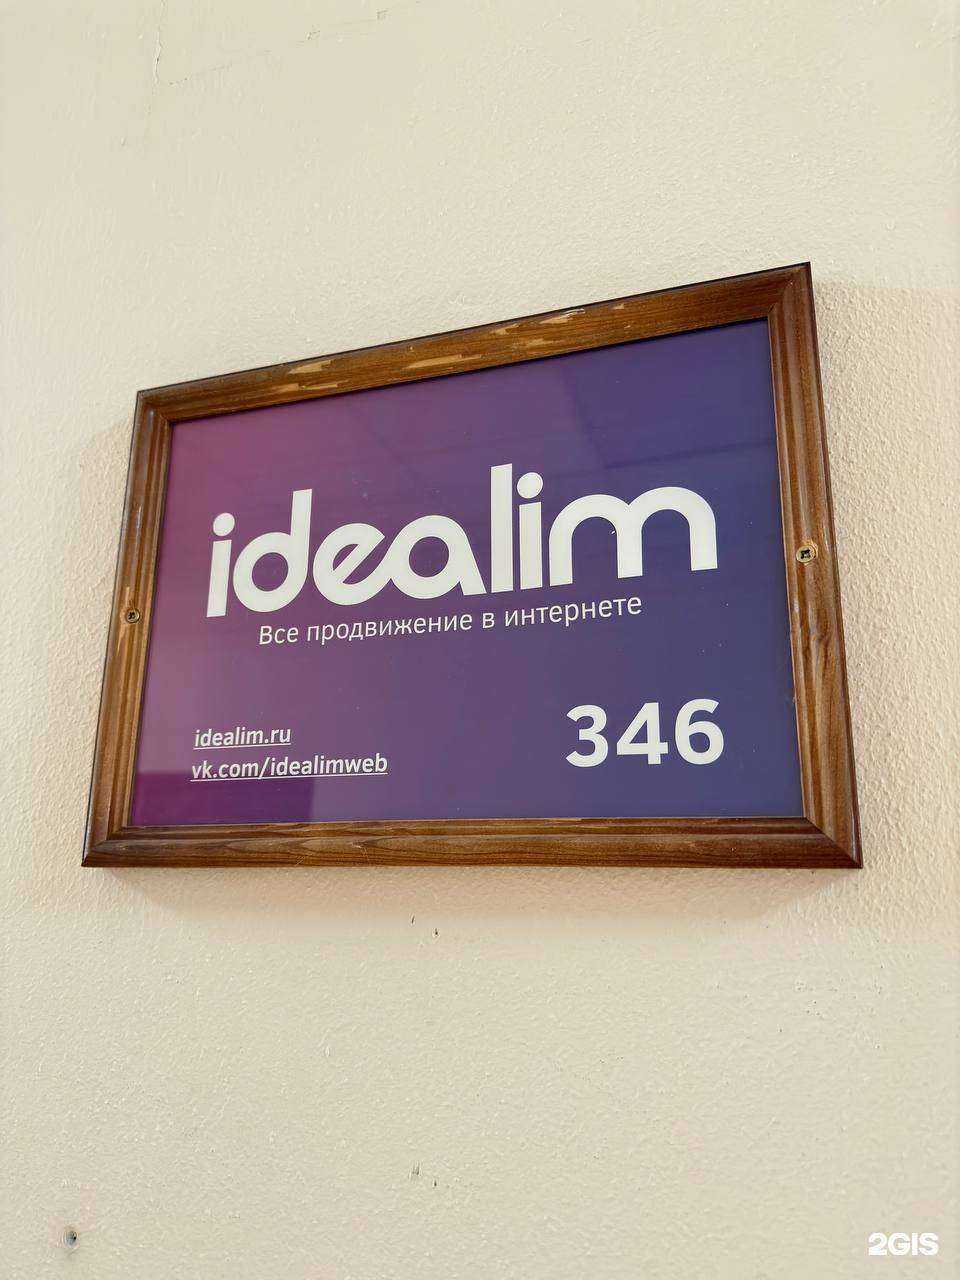 idealim
Все продвижение в интернете
idealim.ru
vk.com/idealimweb
346
2GIS